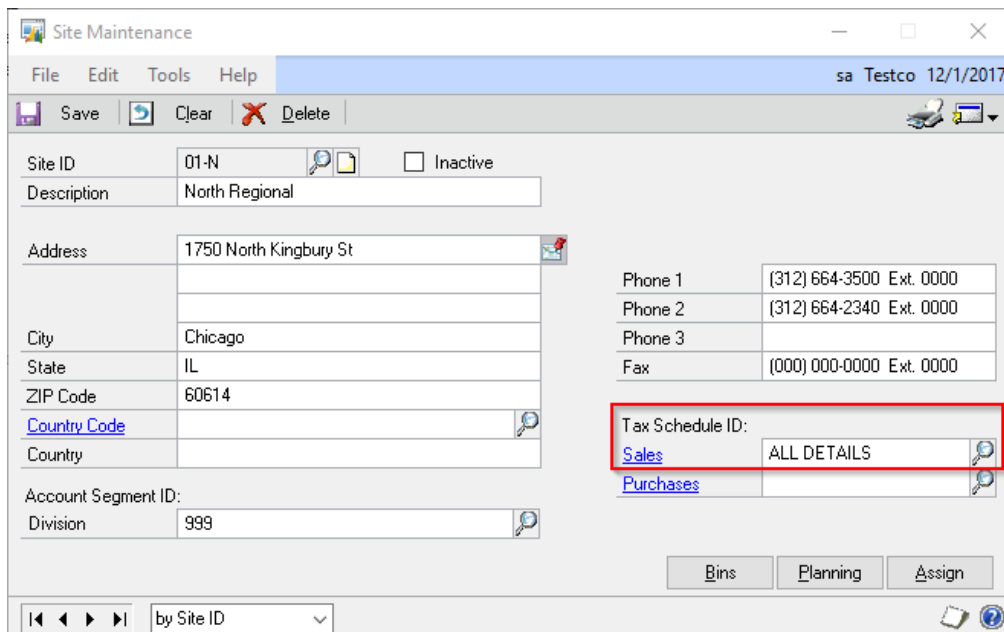 Site Maintenance
File Edit Tools Help sa Testco 12/1/2017
Save Clear Delete
Site ID 01-N Inactive
Description North Regional
Address 1750 North Kingbury St
Phone 1 (312) 664-3500 Ext. 0000
Phone 2 (312) 664-2340 Ext. 0000
City Chicago Phone 3
State IL Fax (000) 000-0000 Ext. 0000
ZIP Code 60614
Country Code Tax Schedule ID:
Country Sales ALL DETAILS
Purchases
Account Segment ID:
Division 999
Bins Planning Assign
by Site ID